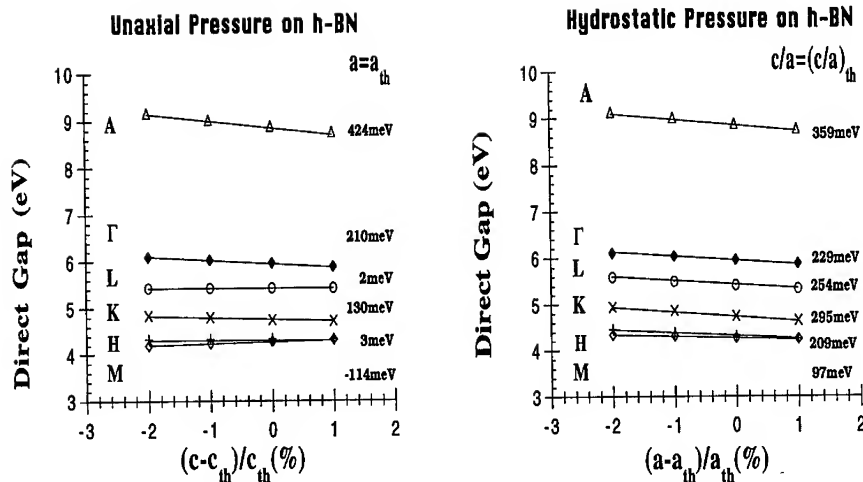 Unaxial Pressure on h-BN
a=a_th
10
9
8
7
6
5
4
3
Direct Gap (eV)
A
Γ
L
K
H
M
424meV
210meV
2meV
130meV
3meV
-114meV
-3
-2
-1
0
1
2
(c-c_th)/c_th(%)
Hydrostatic Pressure on h-BN
c/a=(c/a)_th
10
9
8
7
6
5
4
3
Direct Gap (eV)
A
Γ
L
K
H
M
359meV
229meV
254meV
295meV
209meV
97meV
-3
-2
-1
0
1
2
(a-a_th)/a_th(%)